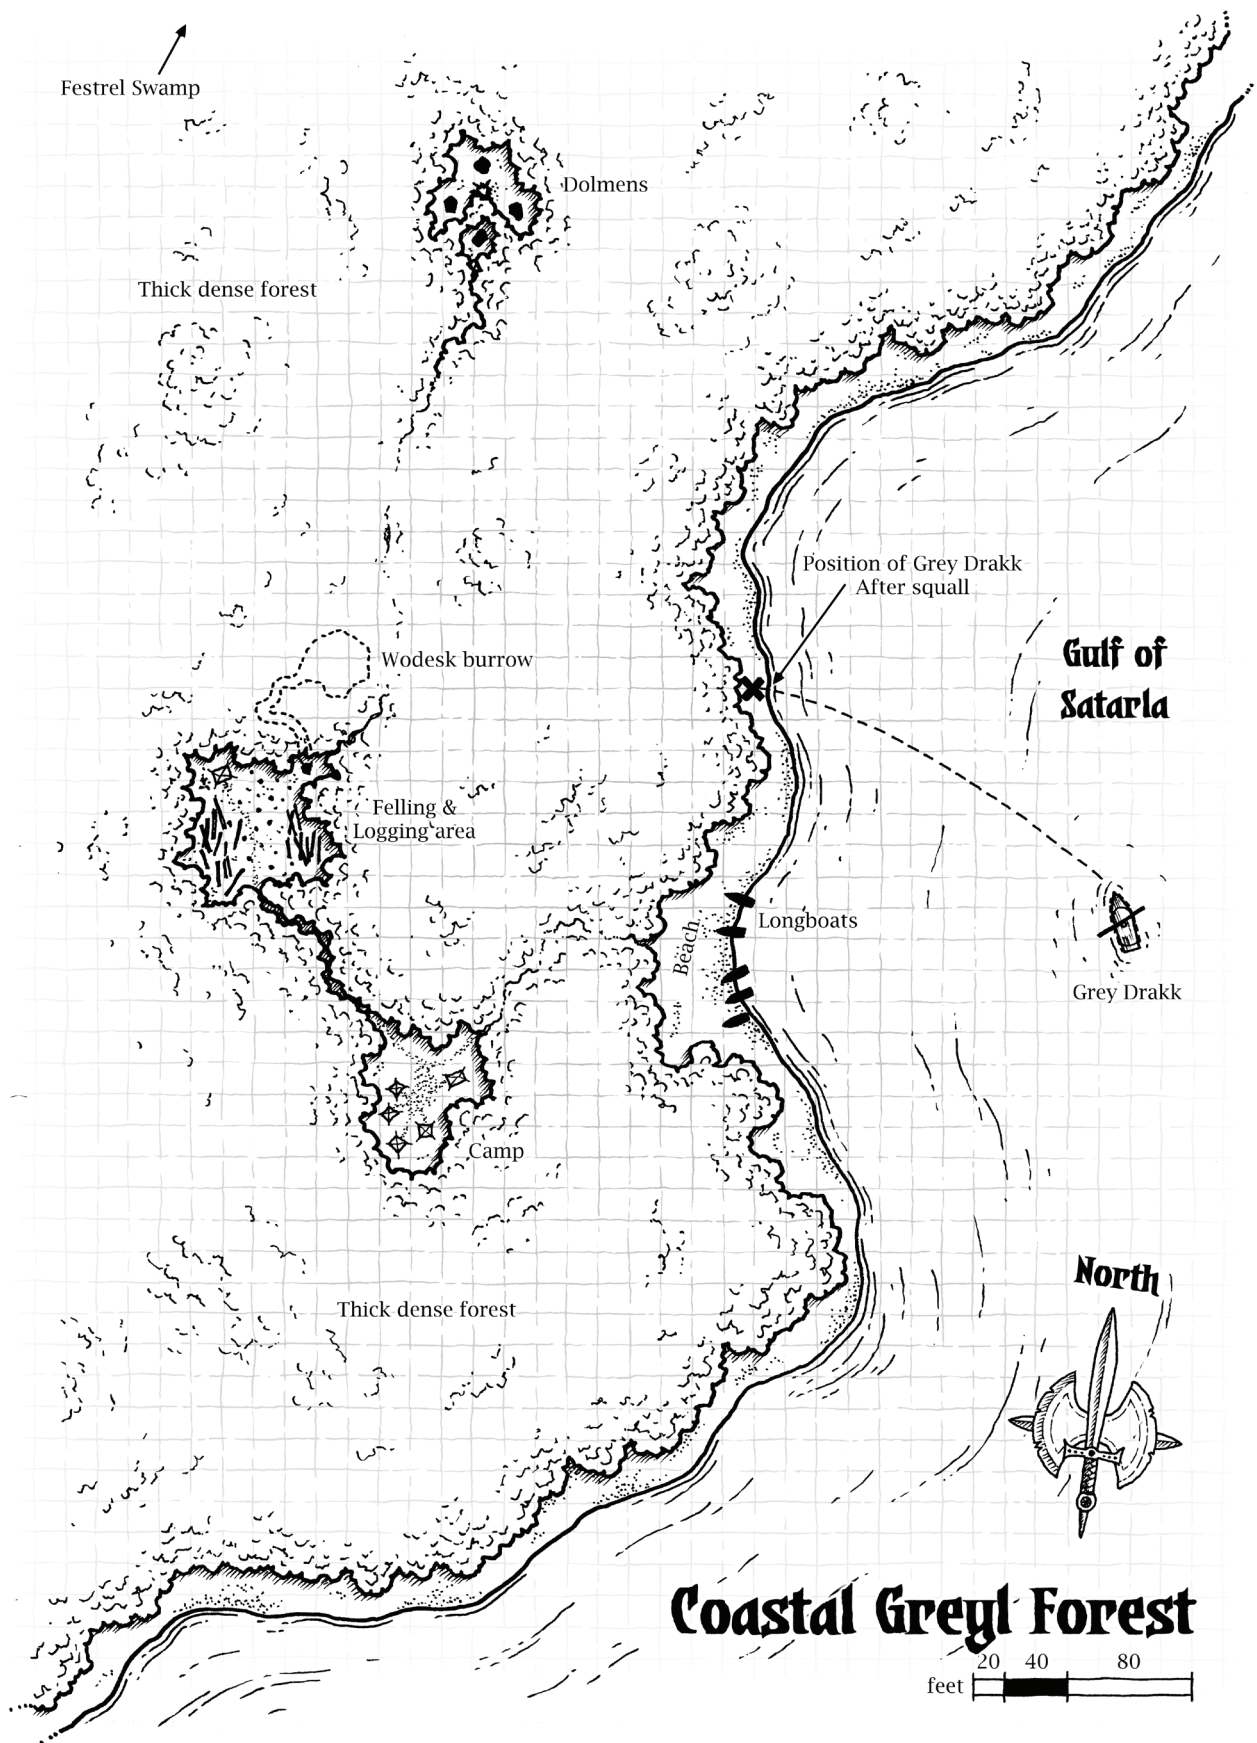 Festrel Swamp
Dolmens
Thick dense forest
Position of Grey Drakk
After squall
Gulf of
Satarla
Wodesk burrow
Felling &
Logging area
Longboats
Beach
Grey Drakk
Camp
North
Thick dense forest
Coastal Greyl Forest
20 40 80
feet